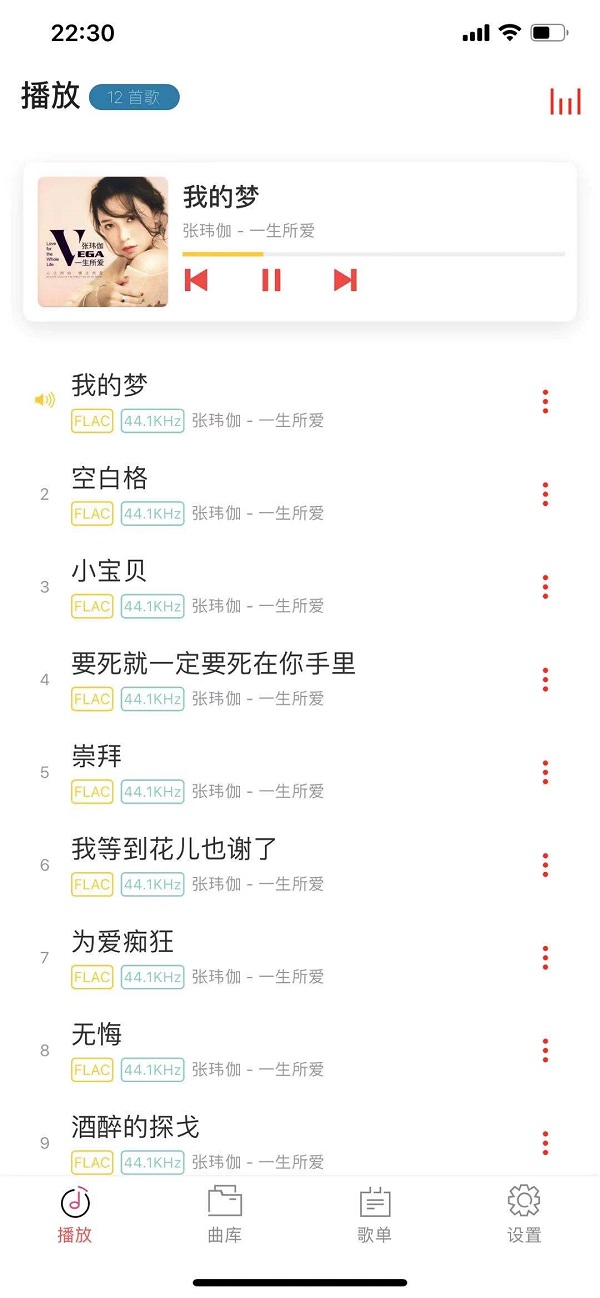 22:30
播放
12 首歌
我的梦
张玮伽 - 一生所爱
Love
for
the
Whole
Life
VEGA
张玮伽
一生所爱
我的梦
FLAC 44.1KHz 张玮伽 - 一生所爱
2
空白格
FLAC 44.1KHz 张玮伽 - 一生所爱
3
小宝贝
FLAC 44.1KHz 张玮伽 - 一生所爱
4
要死就一定要死在你手里
FLAC 44.1KHz 张玮伽 - 一生所爱
5
崇拜
FLAC 44.1KHz 张玮伽 - 一生所爱
6
我等到花儿也谢了
FLAC 44.1KHz 张玮伽 - 一生所爱
7
为爱痴狂
FLAC 44.1KHz 张玮伽 - 一生所爱
8
无悔
FLAC 44.1KHz 张玮伽 - 一生所爱
9
酒醉的探戈
FLAC 44.1KHz 张玮伽 - 一生所爱
播放
曲库
歌单
设置